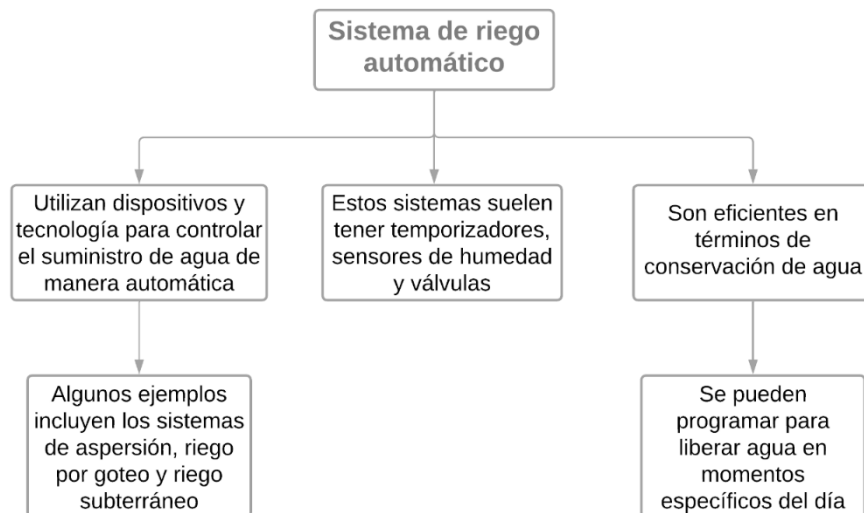 Sistema de riego
automático
Utilizan dispositivos y
tecnología para controlar
el suministro de agua de
manera automática
Estos sistemas suelen
tener temporizadores,
sensores de humedad
y válvulas
Son eficientes en
términos de
conservación de agua
Algunos ejemplos
incluyen los sistemas
de aspersión, riego
por goteo y riego
subterráneo
Se pueden
programar para
liberar agua en
momentos
específicos del día